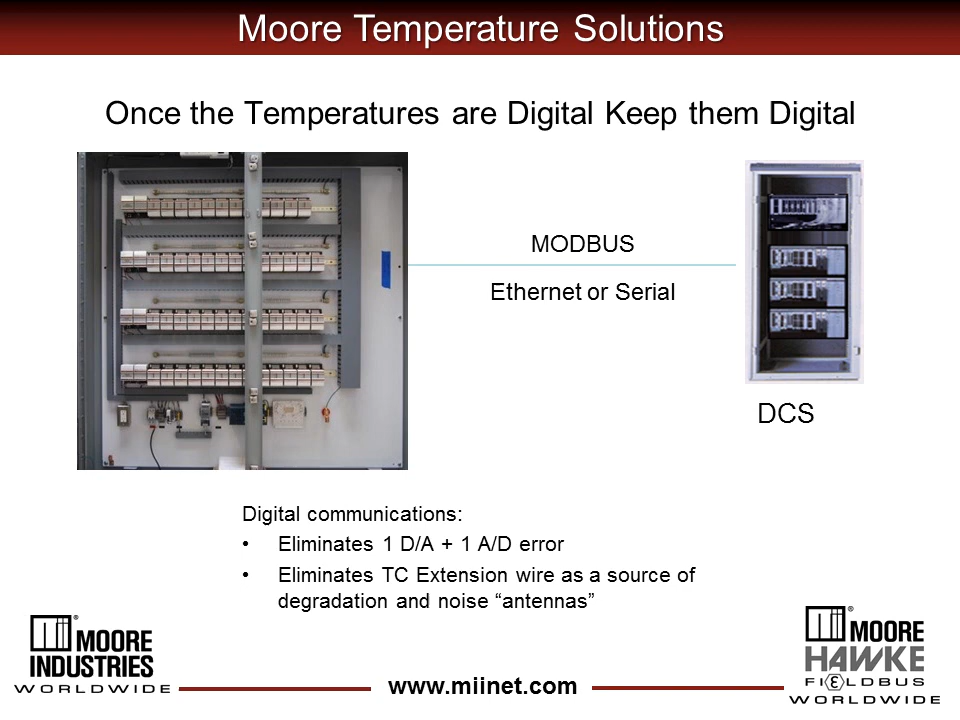 Moore Temperature Solutions
Once the Temperatures are Digital Keep them Digital
MODBUS
Ethernet or Serial
DCS
Digital communications:
• Eliminates 1 D/A + 1 A/D error
• Eliminates TC Extension wire as a source of
degradation and noise “antennas”
MOORE®
INDUSTRIES
WORLDWIDE
www.miinet.com
MOORE®
HAWKE
FIELDBUS
WORLDWIDE